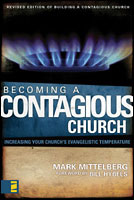 REVISED EDITION OF BUILDING A CONTAGIOUS CHURCH
BECOMING A
CONTAGIOUS
CHURCH
INCREASING YOUR CHURCH'S EVANGELISTIC TEMPERATURE
MARK MITTELBERG
FOREWORD BY BILL HYBELS